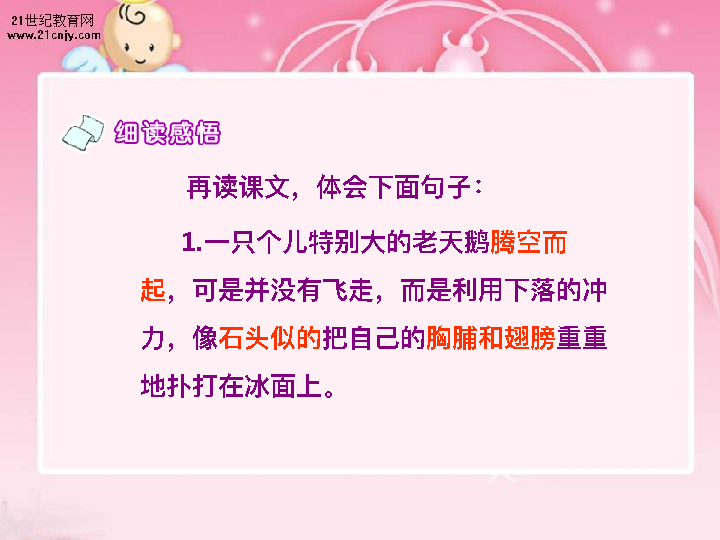 21世纪教育网
www.21cnjy.com
细读感悟
再读课文，体会下面句子：
1.一只个儿特别大的老天鹅腾空而
起，可是并没有飞走，而是利用下落的冲
力，像石头似的把自己的胸脯和翅膀重重
地扑打在冰面上。